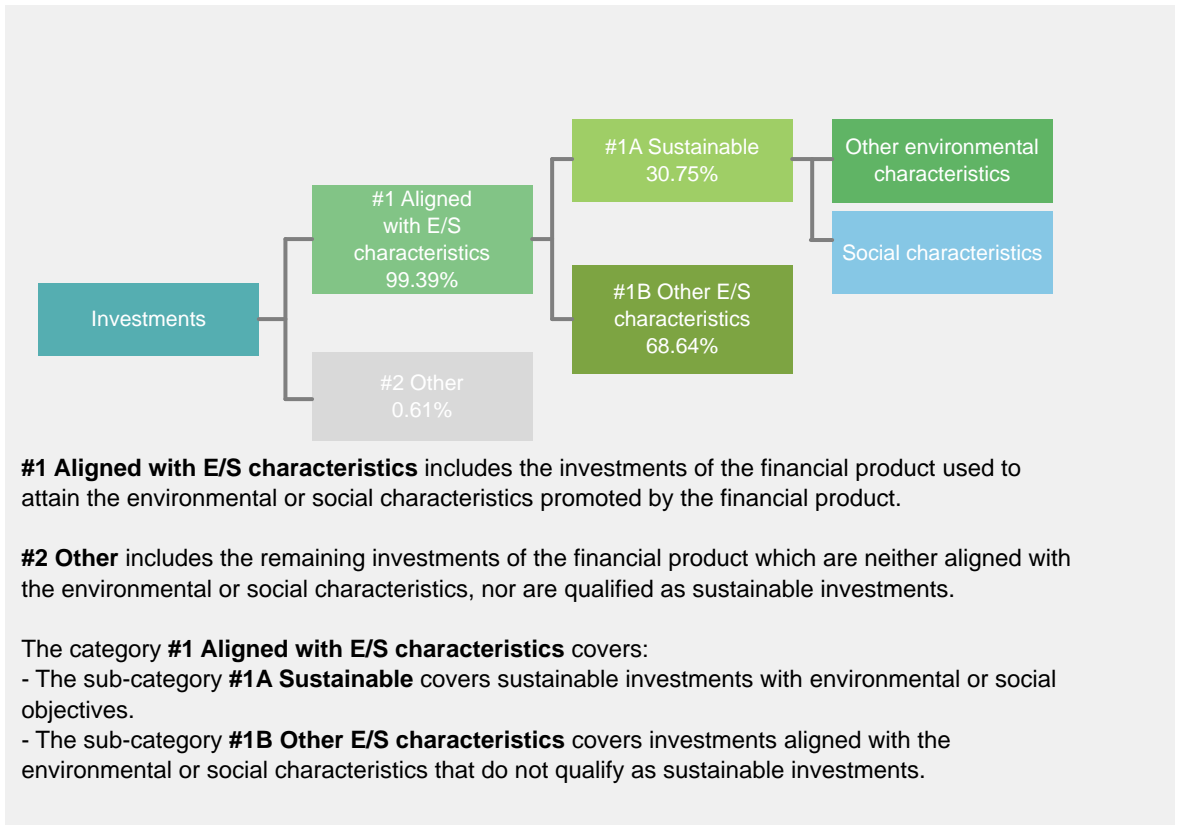 Investments
#1 Aligned
with E/S
characteristics
99.39%
#2 Other
0.61%
#1A Sustainable
30.75%
#1B Other E/S
characteristics
68.64%
Other environmental
characteristics
Social characteristics
#1 Aligned with E/S characteristics includes the investments of the financial product used to
attain the environmental or social characteristics promoted by the financial product.
#2 Other includes the remaining investments of the financial product which are neither aligned with
the environmental or social characteristics, nor are qualified as sustainable investments.
The category #1 Aligned with E/S characteristics covers:
- The sub-category #1A Sustainable covers sustainable investments with environmental or social
objectives.
- The sub-category #1B Other E/S characteristics covers investments aligned with the
environmental or social characteristics that do not qualify as sustainable investments.